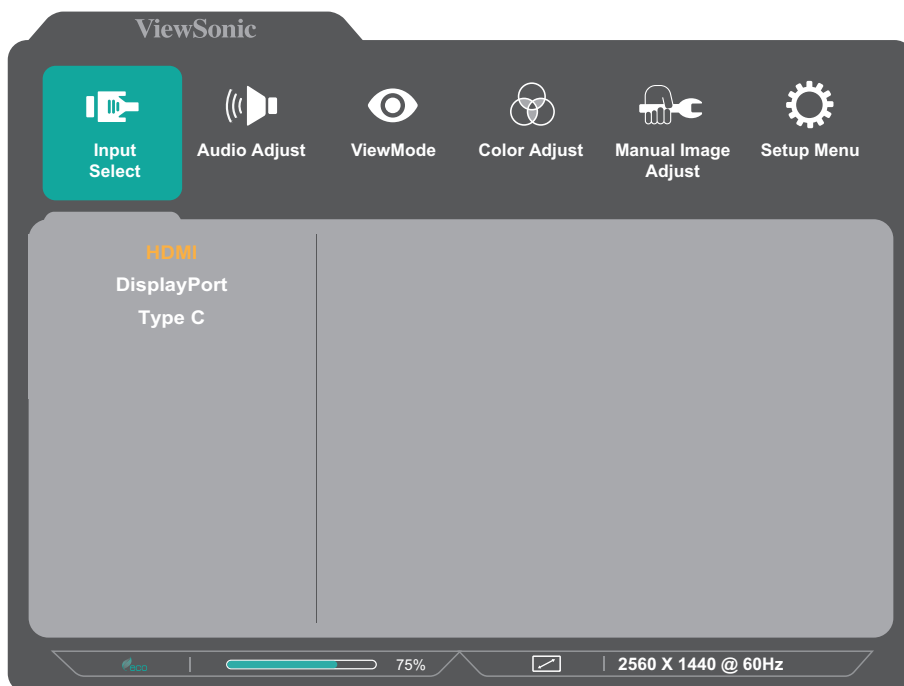 ViewSonic
Input
Select
Audio Adjust
ViewMode
Color Adjust
Manual Image
Adjust
Setup Menu
HDMI
DisplayPort
Type C
eco
75%
2560 X 1440 @ 60Hz